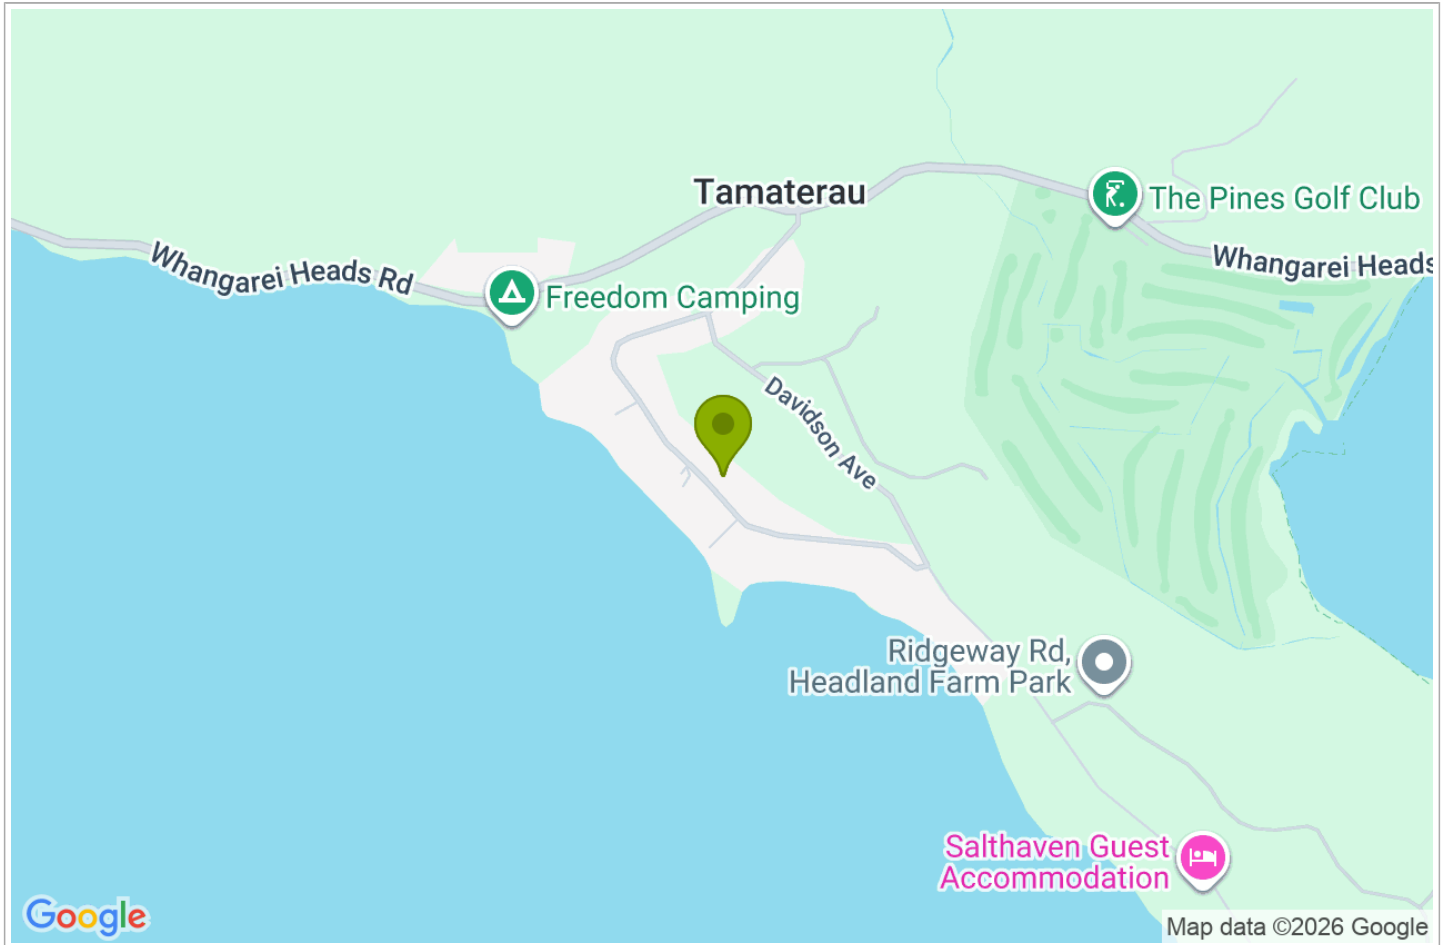 Tamaterau
The Pines Golf Club
Whangarei Heads Rd
Whangarei Heads
Freedom Camping
Davidson Ave
Ridgeway Rd,
Headland Farm Park
Salthaven Guest
Accommodation
Google
Map data ©2026 Google